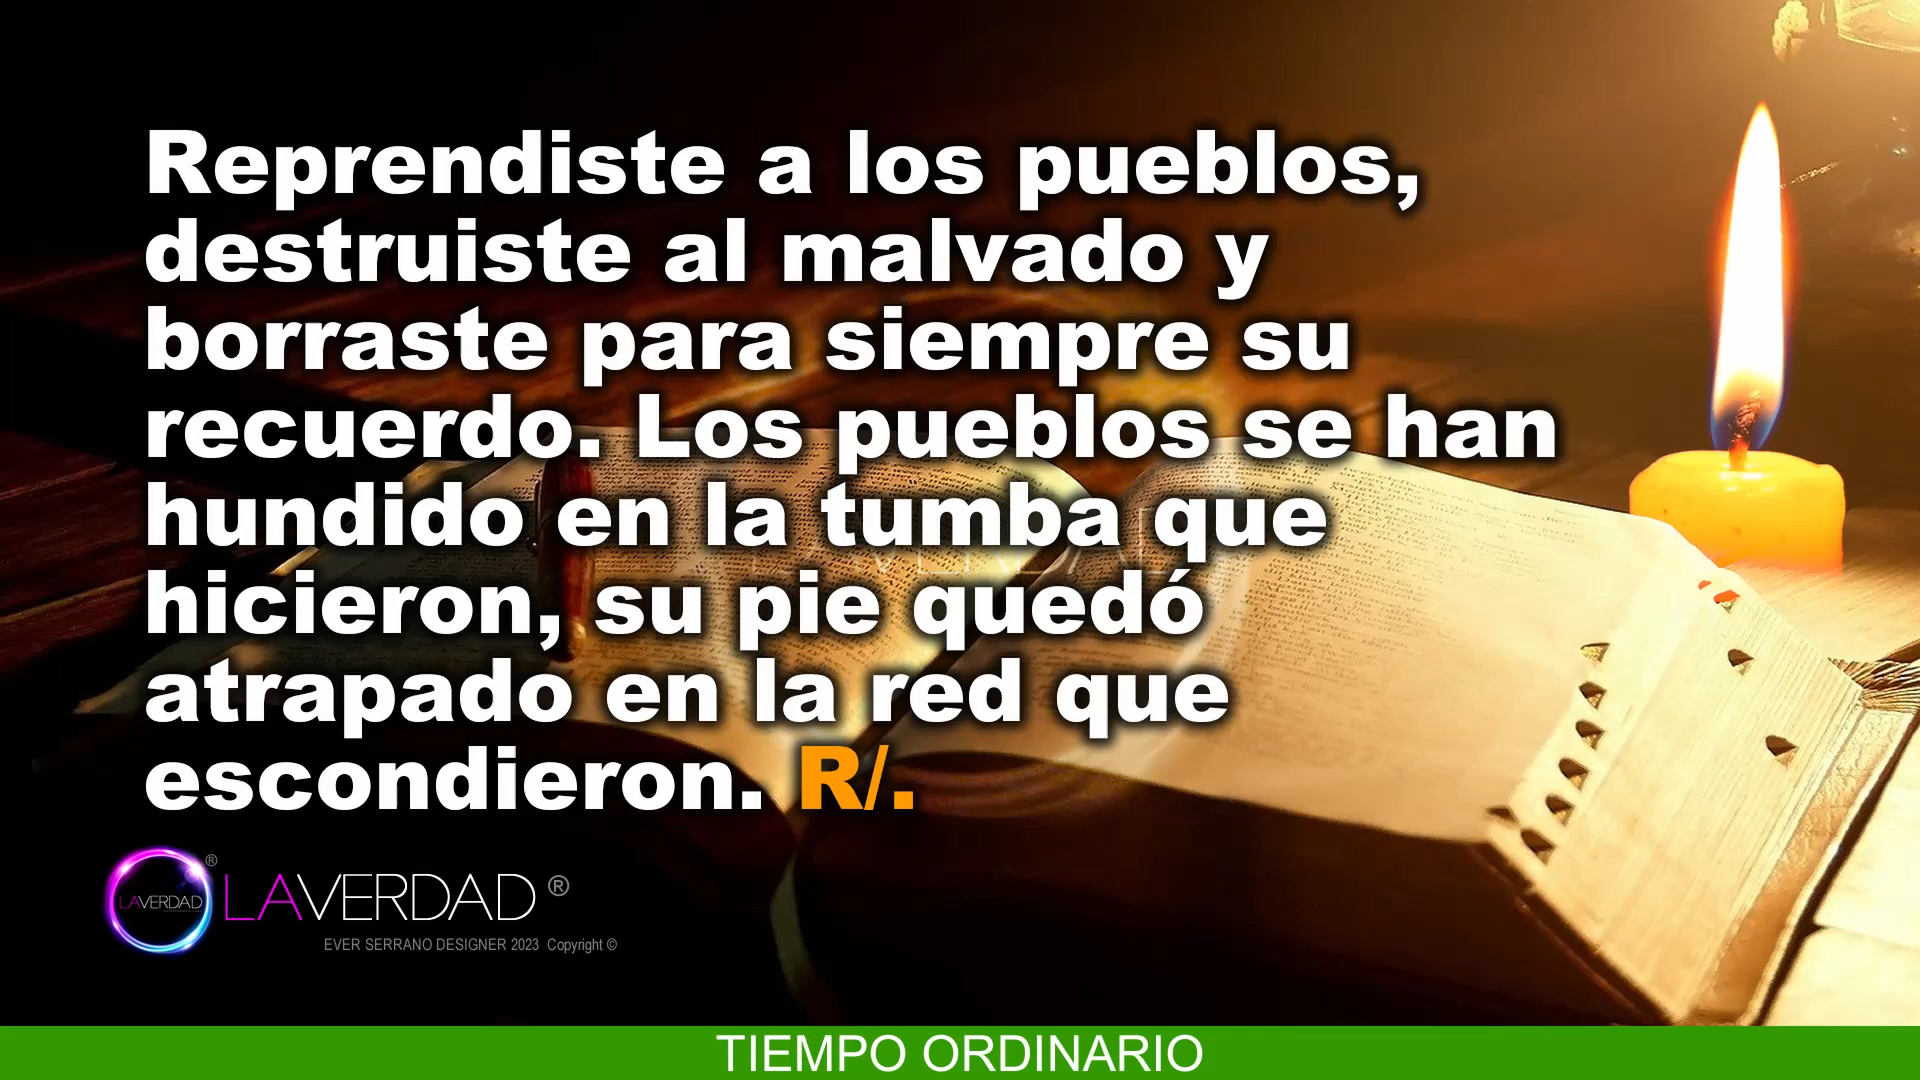 Reprendiste a los pueblos,
destruiste al malvado y
borraste para siempre su
recuerdo. Los pueblos se han
hundido en la tumba que
hicieron, su pie quedó
atrapado en la red que
escondieron. R/.
LAVERDAD ®
LAVERDAD ®
EVER SERRANO DESIGNER 2023 Copyright ©
TIEMPO ORDINARIO